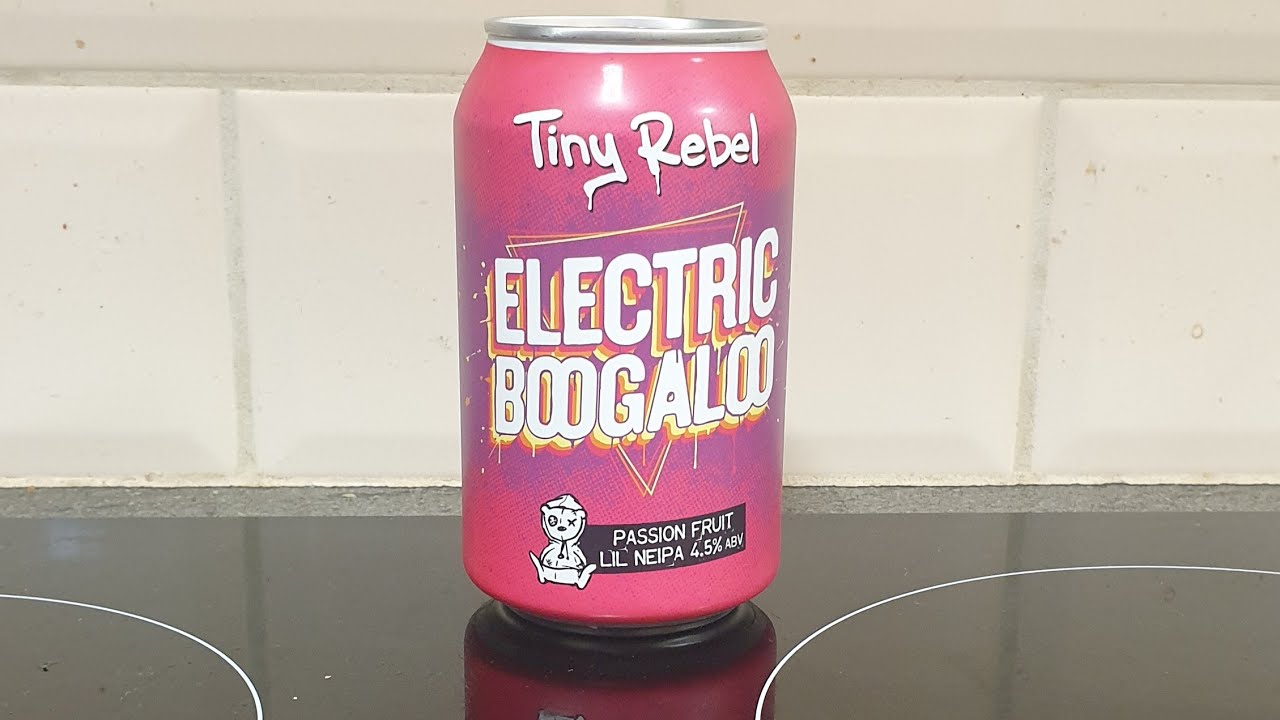 Tiny Rebel
ELECTRIC
BOOGALOO
PASSION FRUIT
LIL NEIPA 4.5% ABV